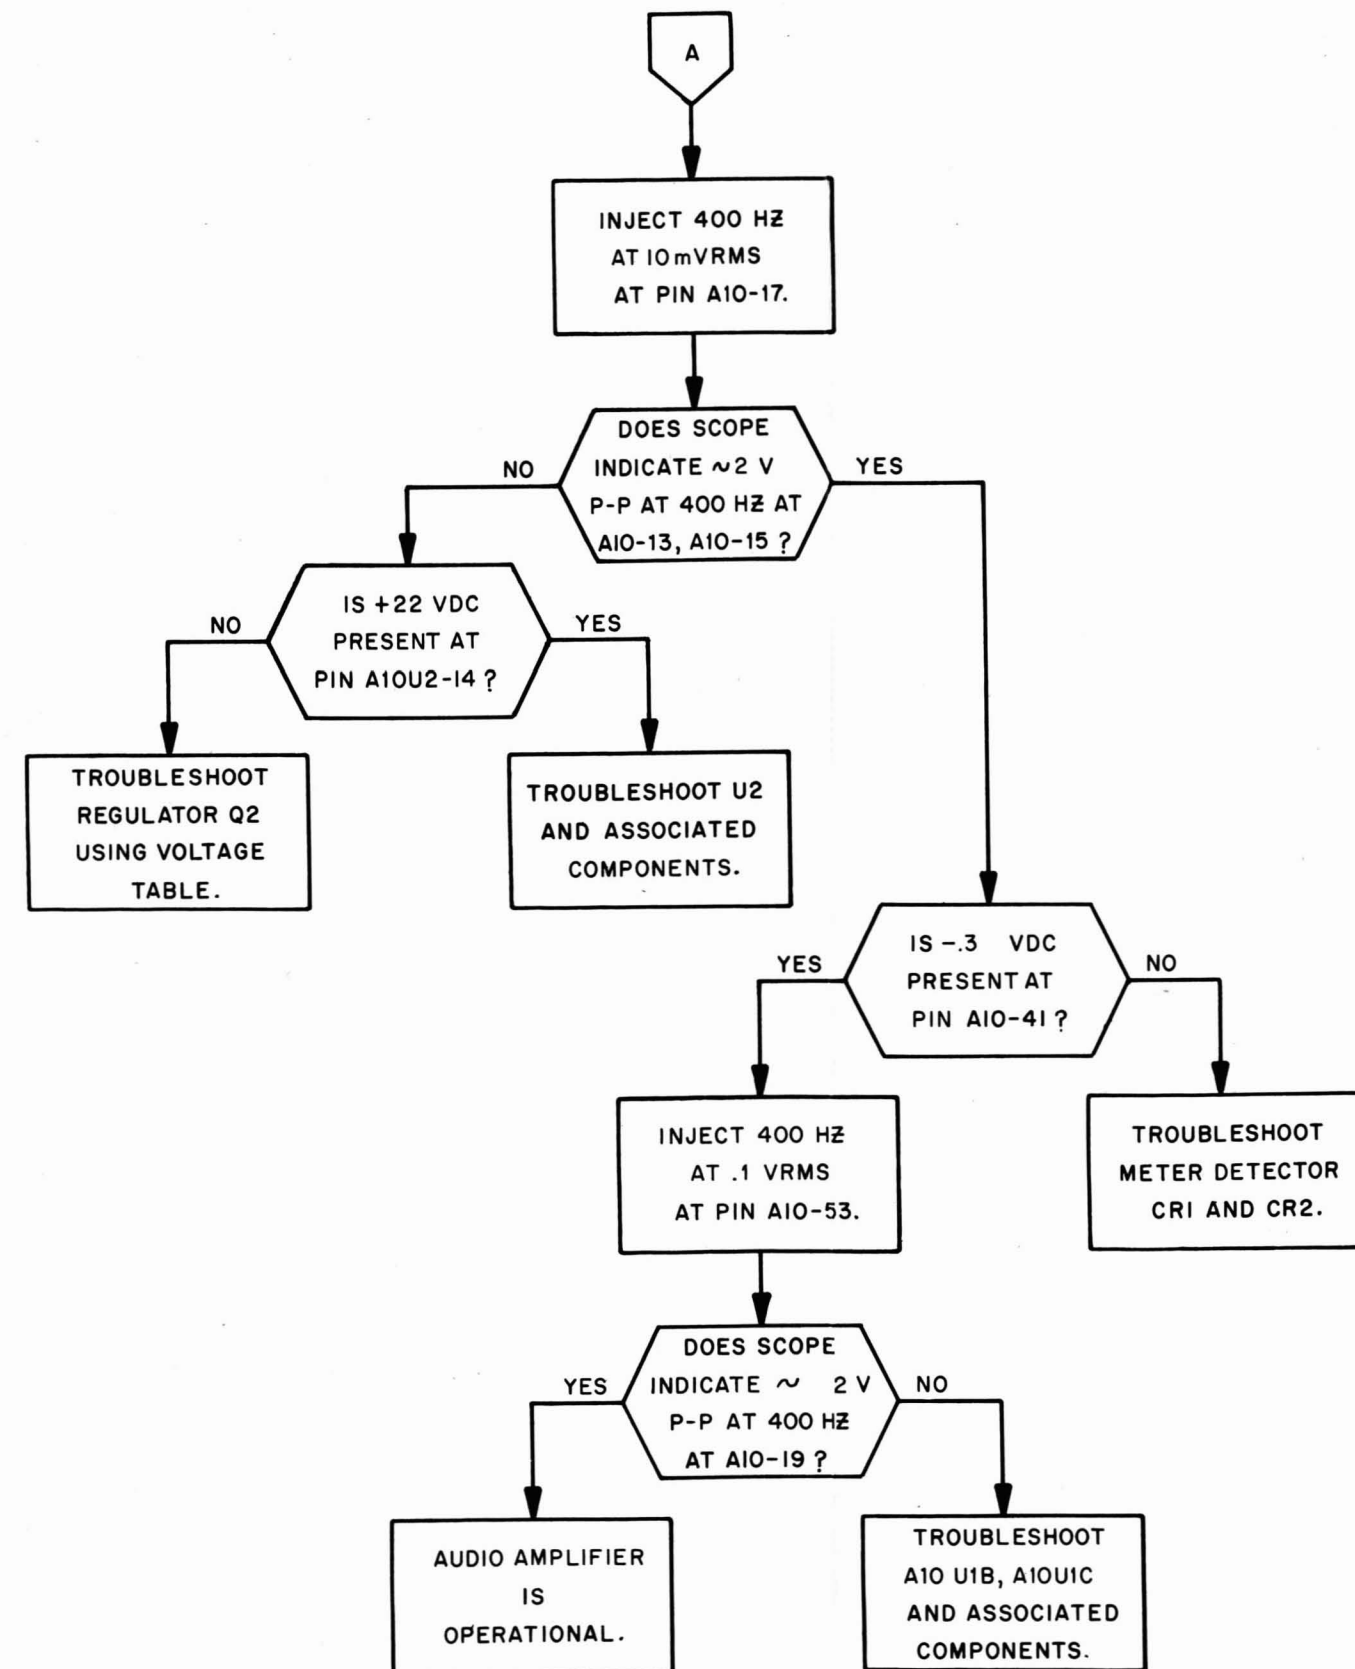 A
INJECT 400 HZ
AT 10mVRMS
AT PIN A10-17.
DOES SCOPE
INDICATE ~2 V
P-P AT 400 HZ AT
A10-13, A10-15 ?
NO
YES
IS +22 VDC
PRESENT AT
PIN A10U2-14 ?
NO
YES
TROUBLESHOOT
REGULATOR Q2
USING VOLTAGE
TABLE.
TROUBLESHOOT U2
AND ASSOCIATED
COMPONENTS.
IS -.3 VDC
PRESENT AT
PIN A10-41 ?
YES
NO
INJECT 400 HZ
AT .1 VRMS
AT PIN A10-53.
TROUBLESHOOT
METER DETECTOR
CR1 AND CR2.
DOES SCOPE
INDICATE ~ 2 V
P-P AT 400 HZ
AT A10-19 ?
YES
NO
AUDIO AMPLIFIER
IS
OPERATIONAL.
TROUBLESHOOT
A10 U1B, A10U1C
AND ASSOCIATED
COMPONENTS.